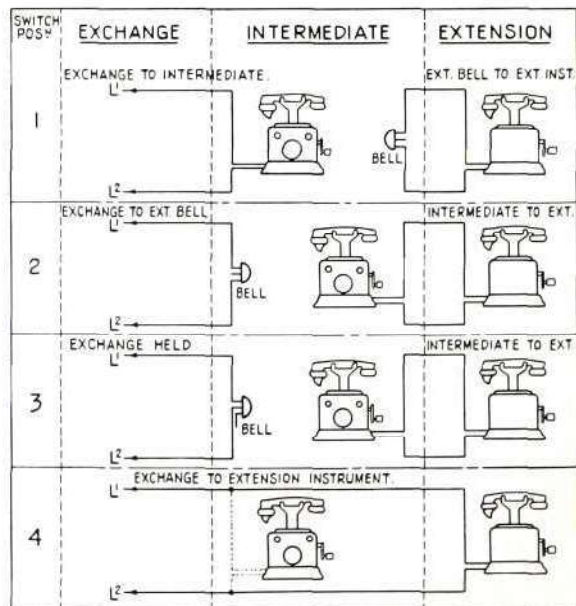 SWITCH
POSN
EXCHANGE
INTERMEDIATE
EXTENSION
1
EXCHANGE TO INTERMEDIATE.
EXT. BELL TO EXT. INST.
L1
L2
BELL
2
EXCHANGE TO EXT BELL
INTERMEDIATE TO EXT.
L1
L2
BELL
3
EXCHANGE HELD
INTERMEDIATE TO EXT
L1
L2
BELL
4
EXCHANGE TO EXTENSION INSTRUMENT.
L1
L2